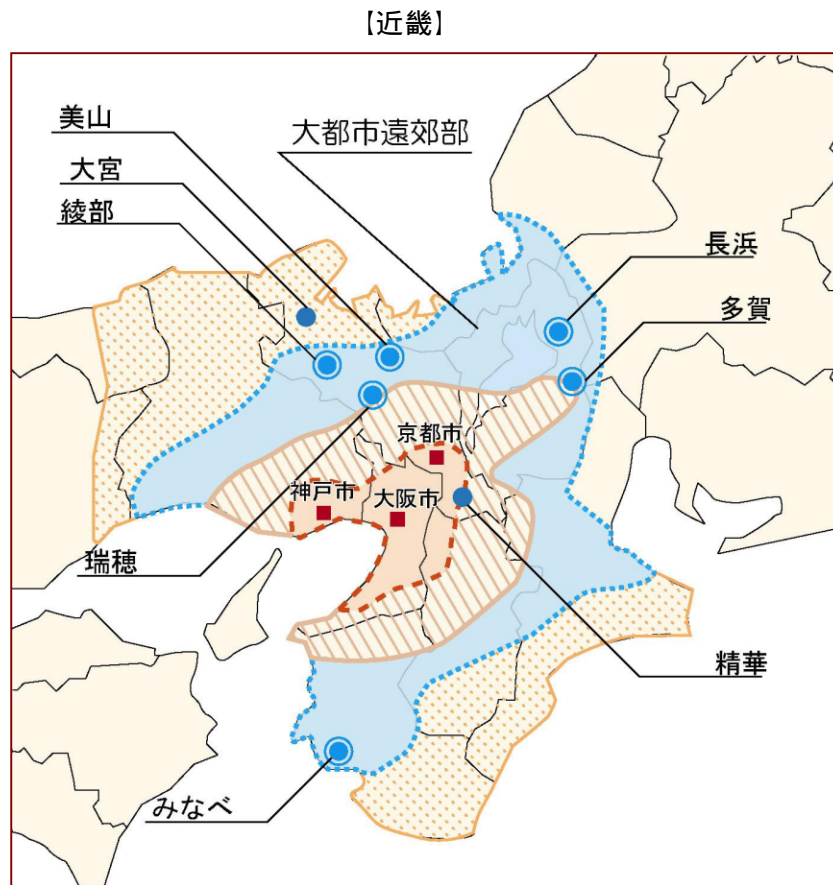 【近畿】
美山
大都市遠郊部
大宮
綾部
長浜
多賀
京都市
神戸市
大阪市
瑞穂
精華
みなべ